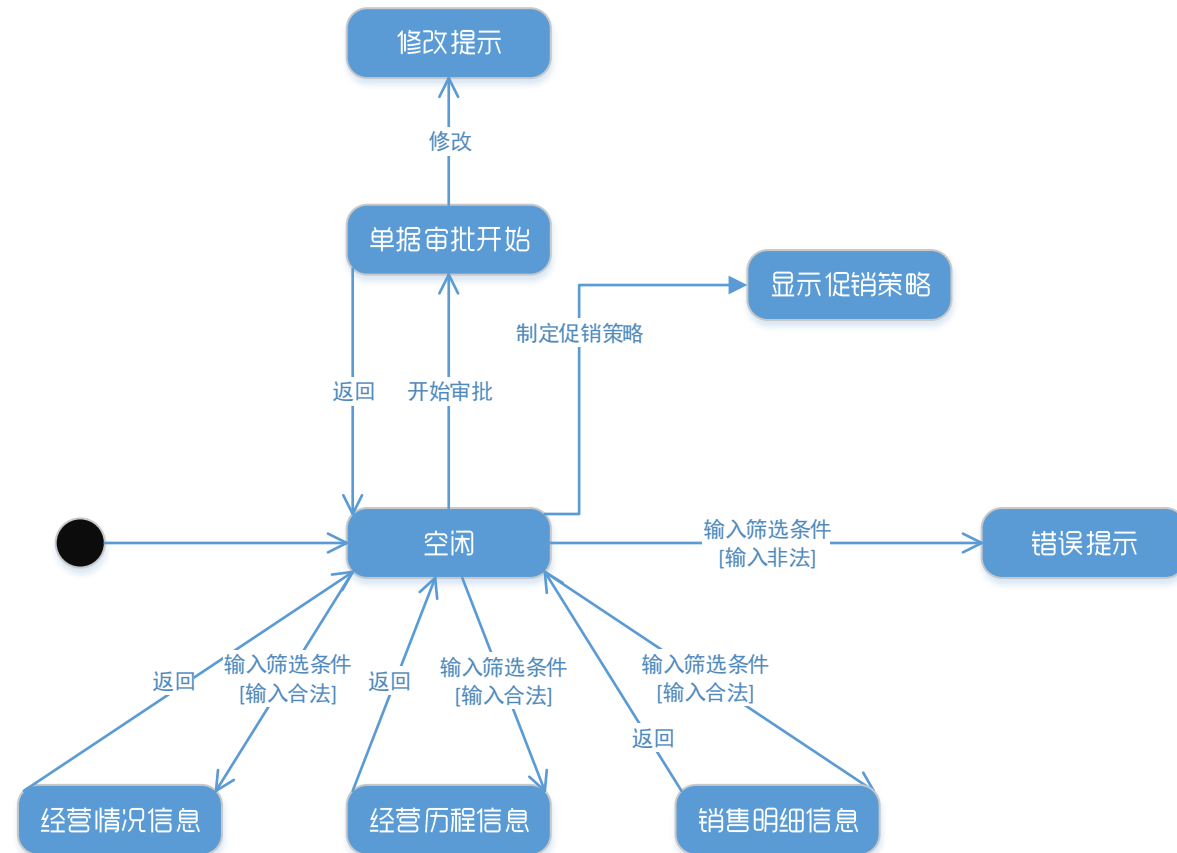 修改提示
修改
单据审批开始
显示促销策略
制定促销策略
返回
开始审批
空闲
输入筛选条件
[输入非法]
错误提示
返回
输入筛选条件
[输入合法]
返回
输入筛选条件
[输入合法]
输入筛选条件
[输入合法]
返回
经营情况信息
经营历程信息
销售明细信息